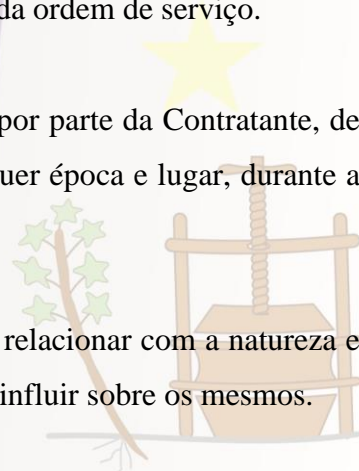 da ordem de serviço.
por parte da Contratante, de
uer época e lugar, durante a
relacionar com a natureza e
influir sobre os mesmos.